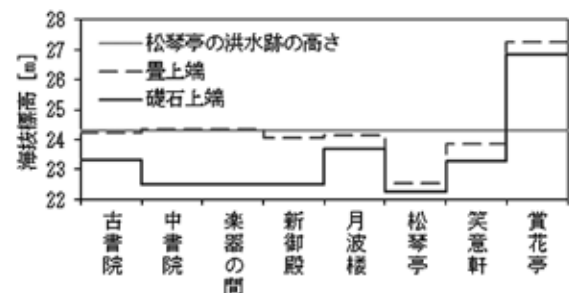 海抜標高 [m]
28
27
26
25
24
23
22
松琴亭の洪水跡の高さ
畳上端
礎石上端
古書院
中書院
楽器の間
新御殿
月波楼
松琴亭
笑意軒
賞花亭